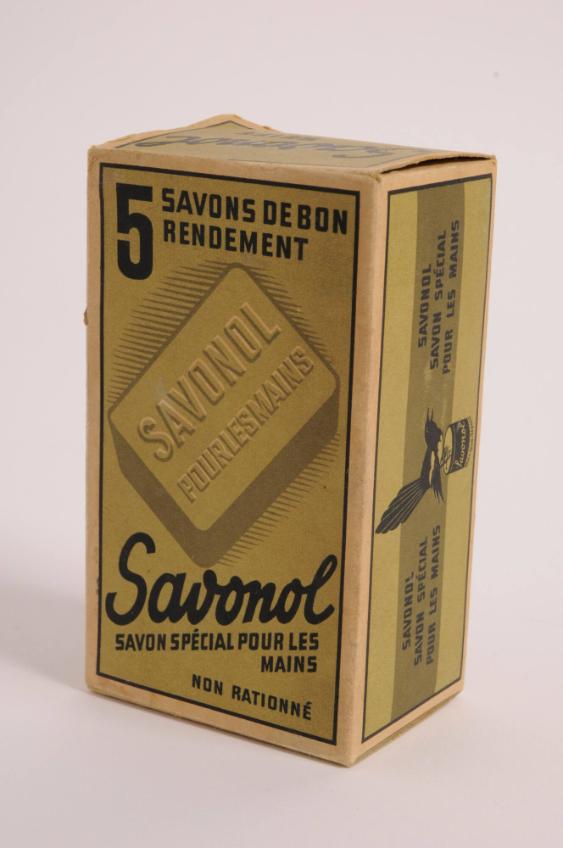 5 SAVONS DE BON
RENDEMENT
SAVONOL
POUR LES MAINS
Savonol
SAVON SPÉCIAL POUR LES
MAINS
NON RATIONNÉ
SAVONOL
SAVON SPÉCIAL
POUR LES MAINS
Savonol
SAVONOL
SAVON SPÉCIAL
POUR LES MAINS